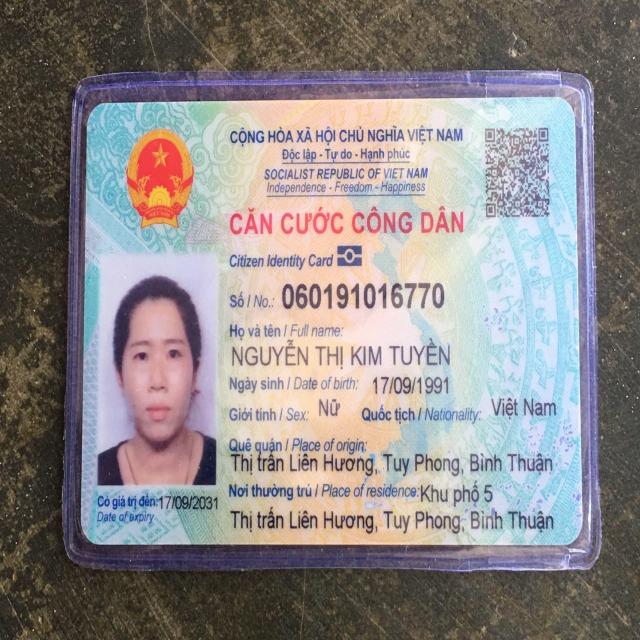 CỘNG HÒA XÃ HỘI CHỦ NGHĨA VIỆT NAM
Độc lập - Tự do - Hạnh phúc
SOCIALIST REPUBLIC OF VIET NAM
Independence - Freedom - Happiness
CĂN CƯỚC CÔNG DÂN
Citizen Identity Card
Số / No.: 060191016770
Họ và tên / Full name:
NGUYỄN THỊ KIM TUYỀN
Ngày sinh / Date of birth: 17/09/1991
Giới tính / Sex: Nữ Quốc tịch / Nationality: Việt Nam
Quê quán / Place of origin:
Thị trấn Liên Hương, Tuy Phong, Bình Thuận
Nơi thường trú / Place of residence: Khu phố 5
Thị trấn Liên Hương, Tuy Phong, Bình Thuận
Có giá trị đến: 17/09/2031
Date of expiry